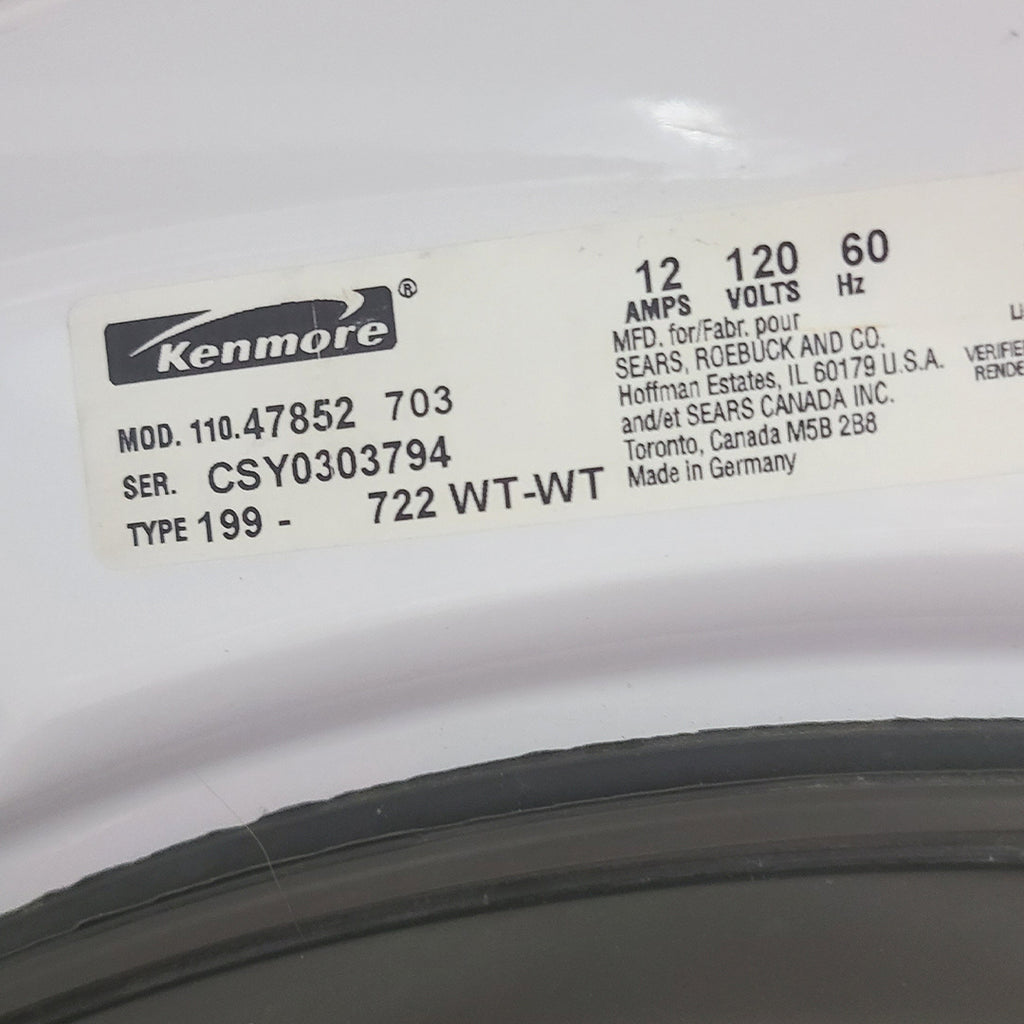 Kenmore®
MOD. 110.47852 703
SER. CSY0303794
TYPE 199 - 722 WT-WT
12 120 60
AMPS VOLTS Hz
MFD. for/Fabr. pour
SEARS, ROEBUCK AND CO.
Hoffman Estates, IL 60179 U.S.A.
and/et SEARS CANADA INC.
Toronto, Canada M5B 2B8
Made in Germany